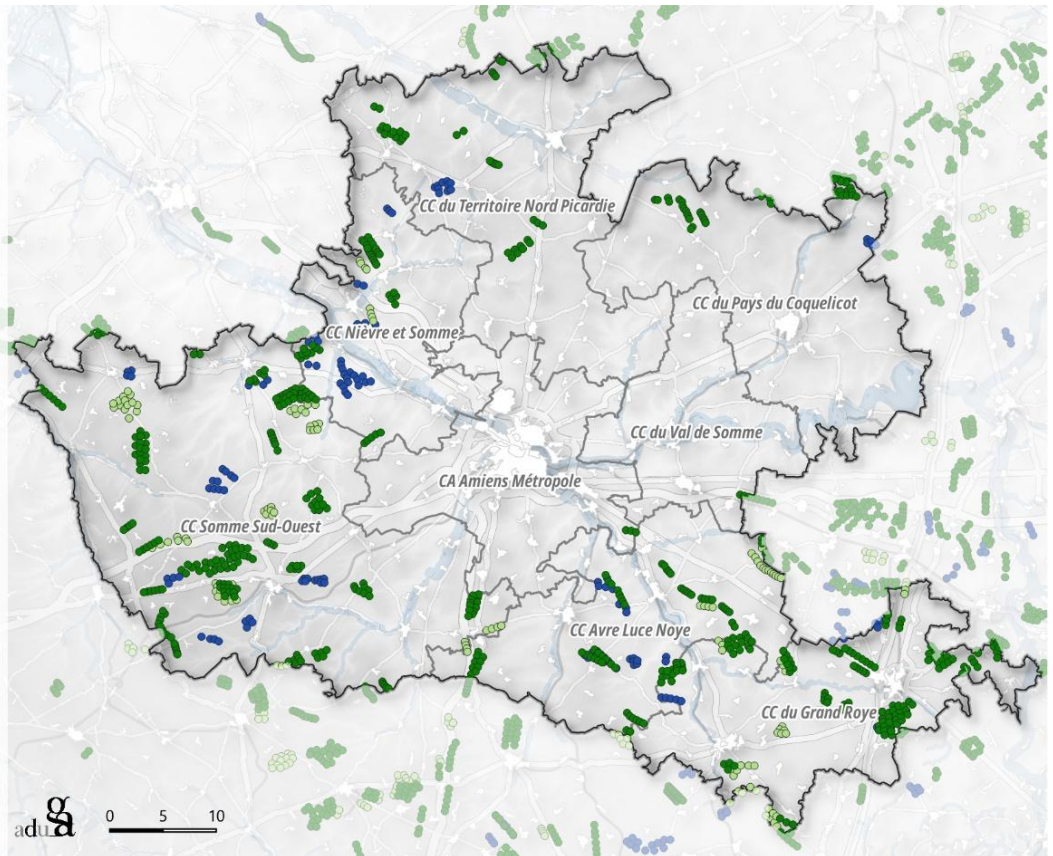 CC du Territoire Nord Picardie
CC du Pays du Coquelicot
CC Nièvre et Somme
CC du Val de Somme
CA Amiens Métropole
CC Somme Sud-Ouest
CC Avre Luce Noye
CC du Grand Roye
adu ga
0 5 10